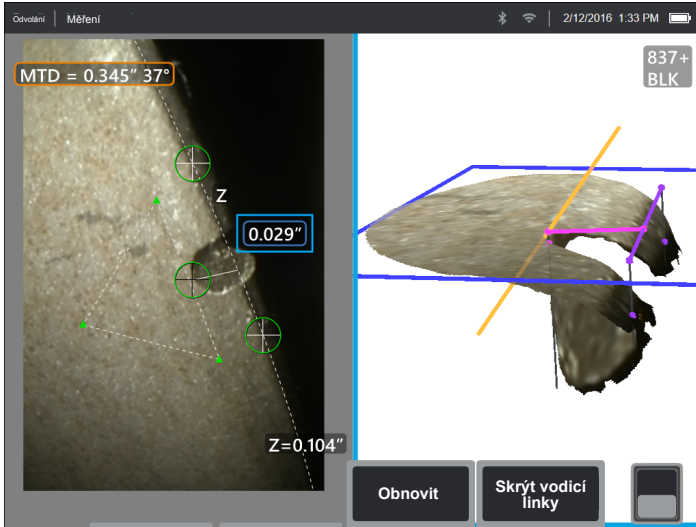 Odvolání
Měření
2/12/2016 1:33 PM
MTD = 0.345" 37°
Z
0.029"
Z=0.104"
837+
BLK
Obnovit
Skrýt vodicí
linky